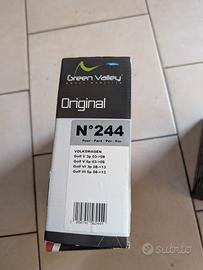 Green Valley
Original
N°244
Pour - Para - Per - Für
VOLKSWAGEN
Golf V 3p 03->08
Golf V 5p 03->08
Golf VI 3p 08->13
Golf VI 5p 08->13
subito